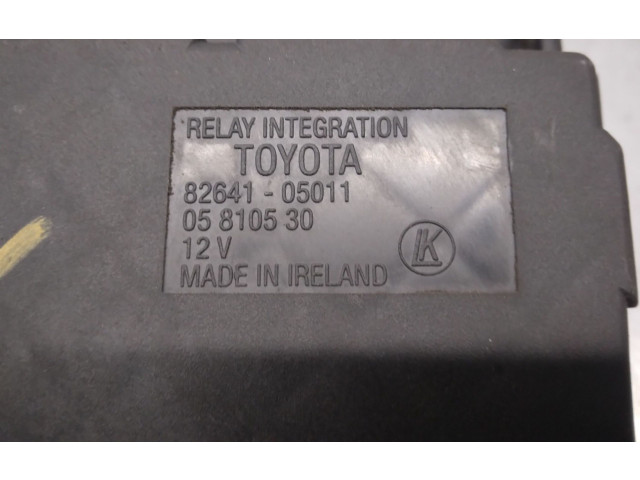 RELAY INTEGRATION
TOYOTA
82641 - 05011
05 8105 30
12 V
LK
MADE IN IRELAND